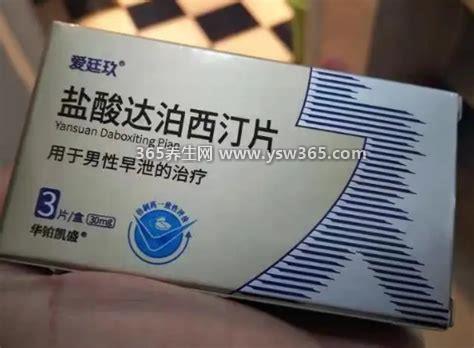 爱廷玖®
盐酸达泊西汀片
Yansuan Daboxiting Pian
365养生网 www.ysw365.com
用于男性早泄的治疗
3片/盒 30mg
华铂凯盛®